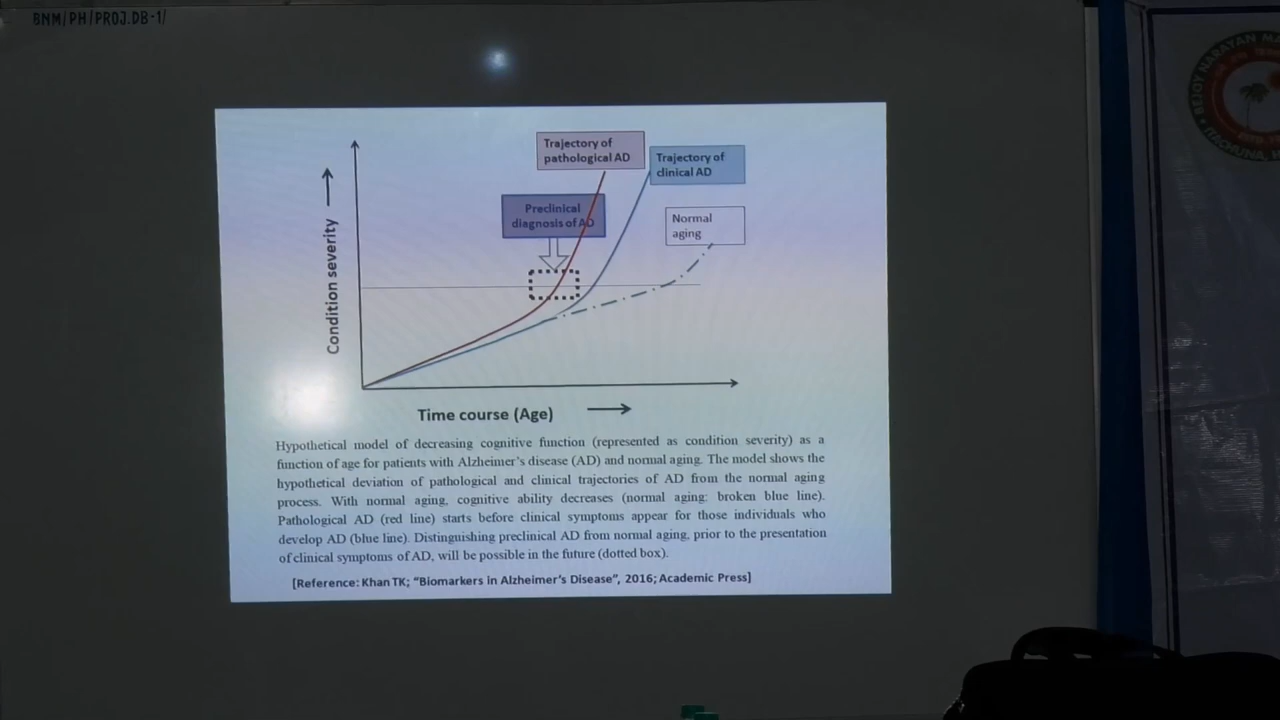 BNM/PH/PROJ.DB-1/
Trajectory of
pathological AD
Trajectory of
clinical AD
Preclinical
diagnosis of AD
Normal
aging
Condition severity
Time course (Age)
Hypothetical model of decreasing cognitive function (represented as condition severity) as a
function of age for patients with Alzheimer's disease (AD) and normal aging. The model shows the
hypothetical deviation of pathological and clinical trajectories of AD from the normal aging
process. With normal aging, cognitive ability decreases (normal aging: broken blue line).
Pathological AD (red line) starts before clinical symptoms appear for those individuals who
develop AD (blue line). Distinguishing preclinical AD from normal aging, prior to the presentation
of clinical symptoms of AD, will be possible in the future (dotted box).
[Reference: Khan TK; "Biomarkers in Alzheimer's Disease", 2016; Academic Press]
BEJOY NARAYAN